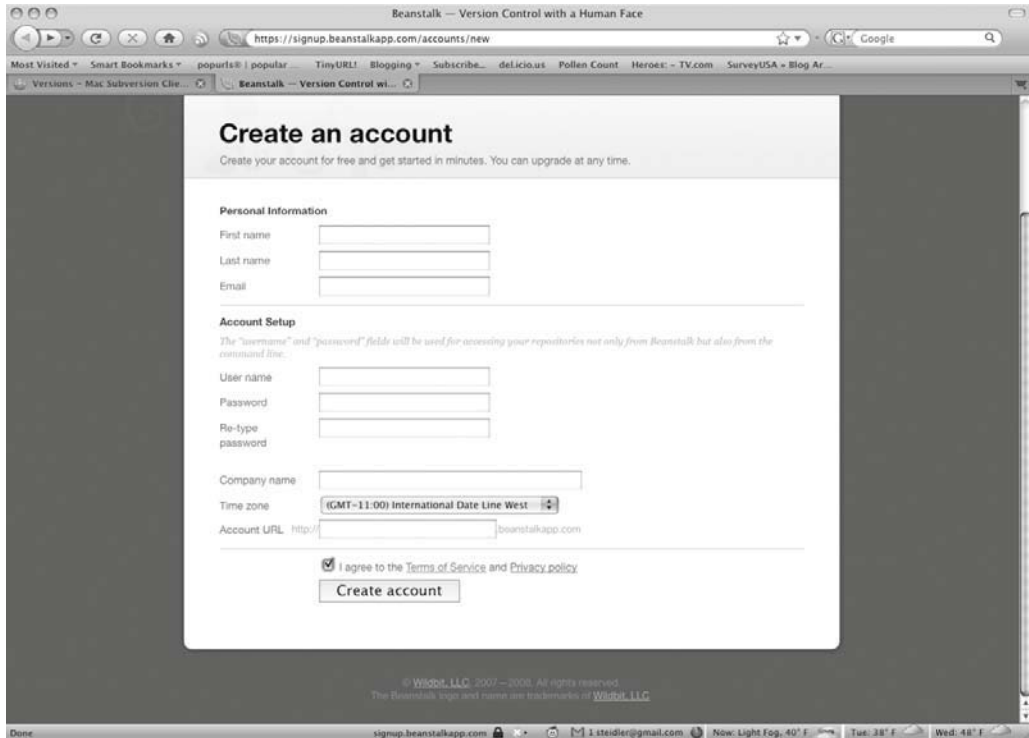 Beanstalk — Version Control with a Human Face
https://signup.beanstalkapp.com/accounts/new
Google
Most Visited Smart Bookmarks popurls® | popular ... TinyURL! Blogging Subscribe... del.icio.us Pollen Count Heroes: - TV.com SurveyUSA » Blog Ar...
Versions – Mac Subversion Clie... Beanstalk — Version Control wi...
Create an account
Create your account for free and get started in minutes. You can upgrade at any time.
Personal Information
First name
Last name
Email
Account Setup
The "username" and "password" fields will be used for accessing your repositories not only from Beanstalk but also from the
command line.
User name
Password
Re-type
password
Company name
Time zone (GMT-11:00) International Date Line West
Account URL http:// .beanstalkapp.com
I agree to the Terms of Service and Privacy policy
Create account
© Wildbit, LLC, 2007—2008. All rights reserved.
The Beanstalk logo and name are trademarks of Wildbit, LLC
Done signup.beanstalkapp.com 1 steidler@gmail.com Now: Light Fog, 40° F Tue: 38° F Wed: 48° F